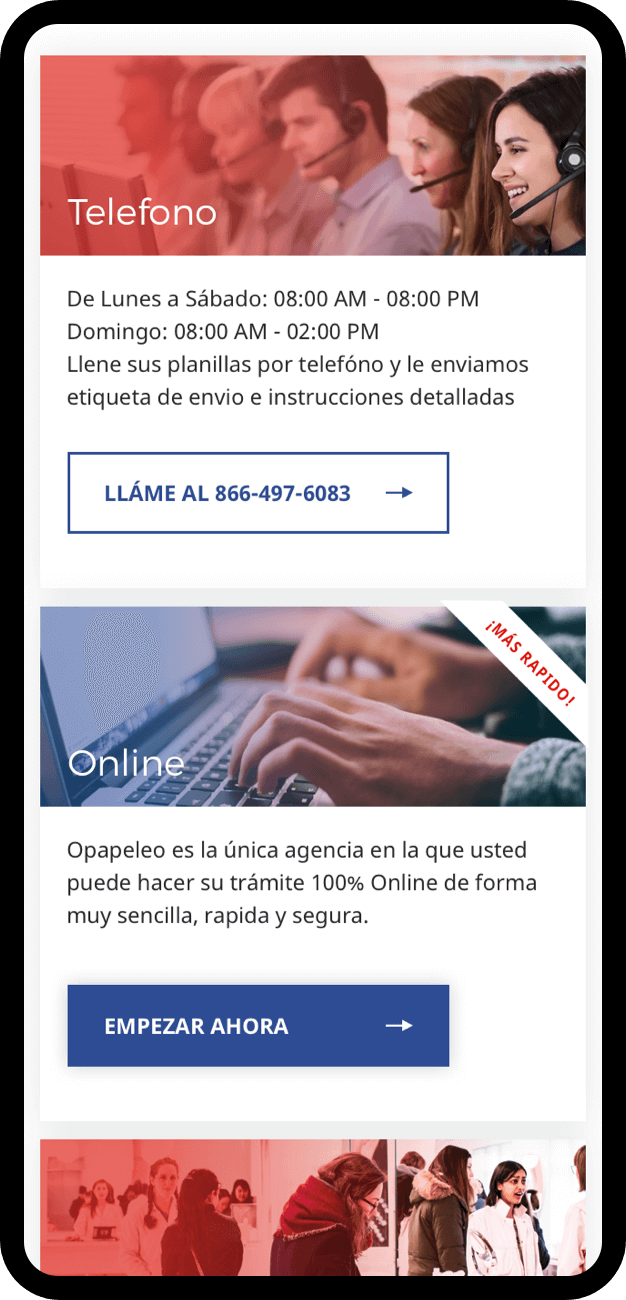 Telefono
De Lunes a Sábado: 08:00 AM - 08:00 PM
Domingo: 08:00 AM - 02:00 PM
Llene sus planillas por telefóno y le enviamos
etiqueta de envio e instrucciones detalladas
LLÁME AL 866-497-6083
¡MÁS RAPIDO!
Online
Opapeleo es la única agencia en la que usted
puede hacer su trámite 100% Online de forma
muy sencilla, rapida y segura.
EMPEZAR AHORA